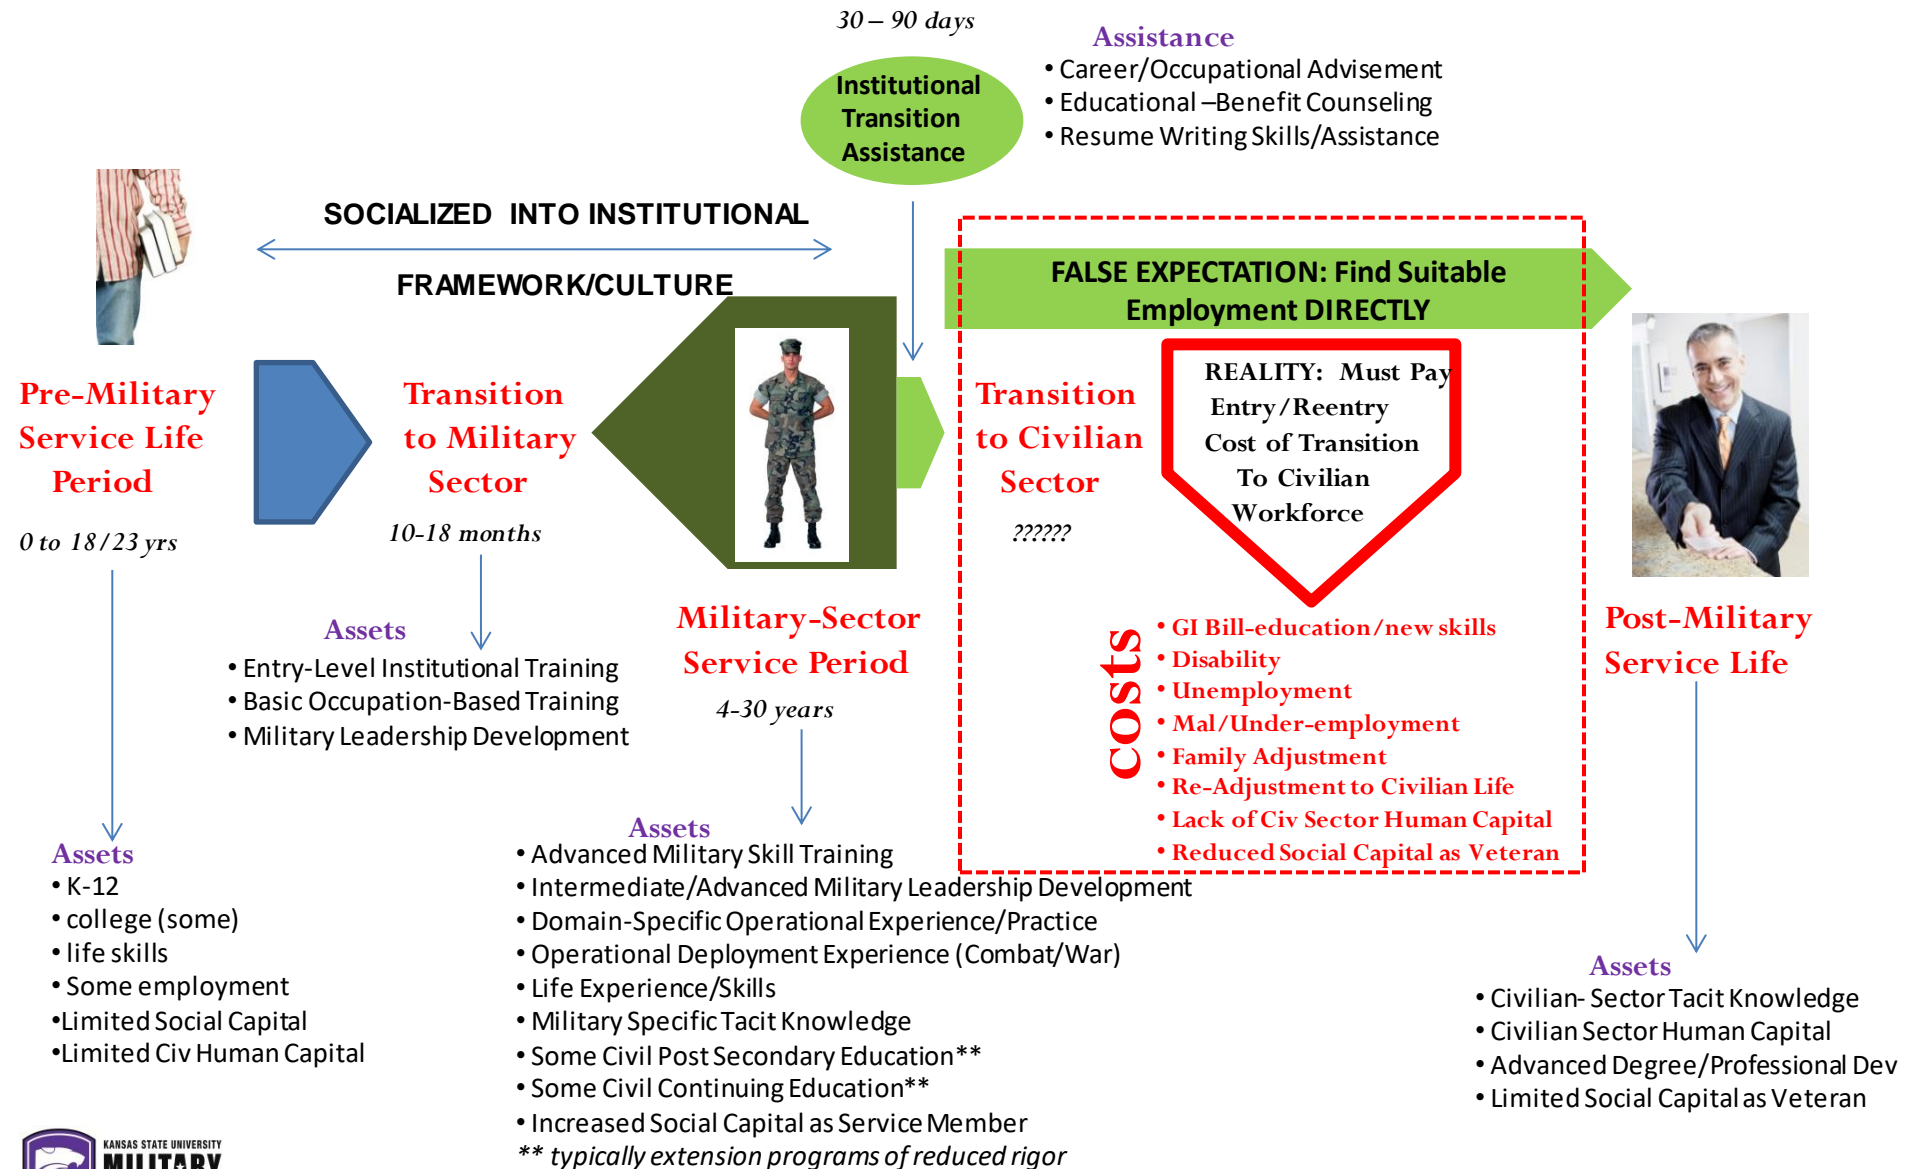 30 – 90 days
Institutional
Transition
Assistance
Assistance
• Career/Occupational Advisement
• Educational –Benefit Counseling
• Resume Writing Skills/Assistance
SOCIALIZED INTO INSTITUTIONAL
FRAMEWORK/CULTURE
FALSE EXPECTATION: Find Suitable
Employment DIRECTLY
Pre-Military
Service Life
Period
0 to 18/23 yrs
Transition
to Military
Sector
10-18 months
Transition
to Civilian
Sector
??????
REALITY: Must Pay
Entry/Reentry
Cost of Transition
To Civilian
Workforce
Assets
• Entry-Level Institutional Training
• Basic Occupation-Based Training
• Military Leadership Development
Military-Sector
Service Period
4-30 years
costs
• GI Bill-education/new skills
• Disability
• Unemployment
• Mal/Under-employment
• Family Adjustment
• Re-Adjustment to Civilian Life
• Lack of Civ Sector Human Capital
• Reduced Social Capital as Veteran
Post-Military
Service Life
Assets
• K-12
• college (some)
• life skills
• Some employment
•Limited Social Capital
•Limited Civ Human Capital
Assets
• Advanced Military Skill Training
• Intermediate/Advanced Military Leadership Development
• Domain-Specific Operational Experience/Practice
• Operational Deployment Experience (Combat/War)
• Life Experience/Skills
• Military Specific Tacit Knowledge
• Some Civil Post Secondary Education**
• Some Civil Continuing Education**
• Increased Social Capital as Service Member
** typically extension programs of reduced rigor
Assets
• Civilian- Sector Tacit Knowledge
• Civilian Sector Human Capital
• Advanced Degree/Professional Dev
• Limited Social Capital as Veteran
KANSAS STATE UNIVERSITY
MILITARY